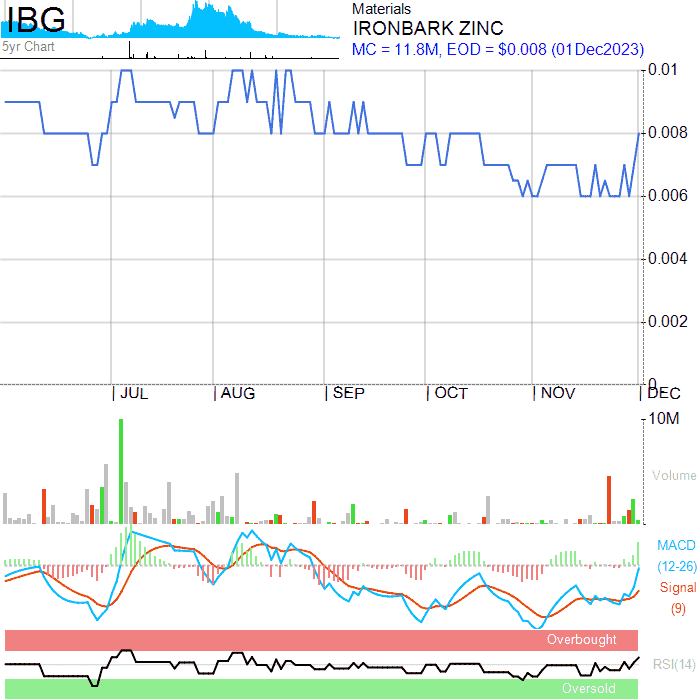 IBG
5yr Chart
Materials
IRONBARK ZINC
MC = 11.8M, EOD = $0.008 (01Dec2023)
0.01
0.008
0.006
0.004
0.002
0
JUL AUG SEP OCT NOV DEC
10M
Volume
MACD
(12-26)
Signal
(9)
Overbought
RSI(14)
Oversold